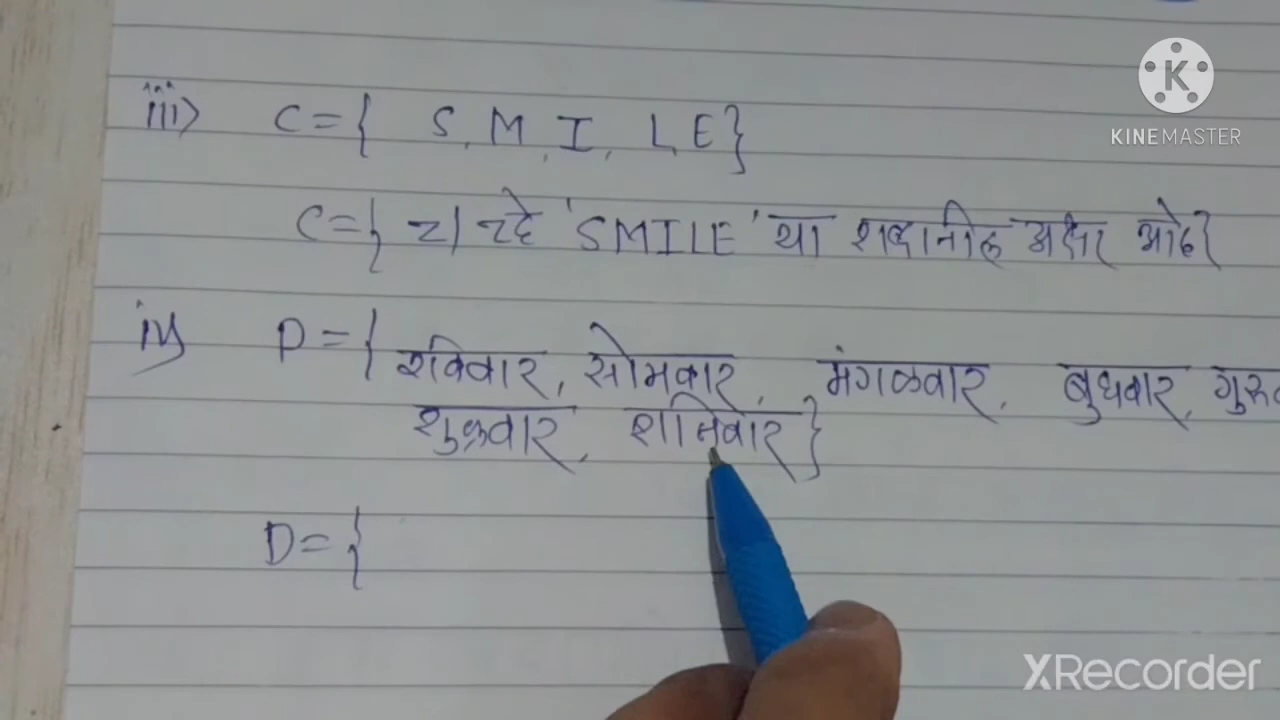 KINEMASTER
iii) C = { S, M, I, L, E }
C = { x | x हे 'SMILE' या शब्दातील अक्षर आहे }
iv) D = { रविवार, सोमवार, मंगळवार, बुधवार, गुरुव
शुक्रवार, शनिवार }
D = {
XRecorder